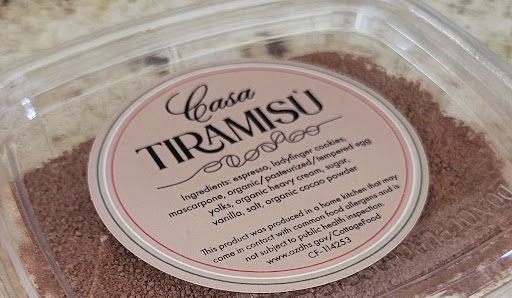 Casa
TIRAMISÙ
Ingredients: espresso, ladyfinger cookies,
mascarpone, organic/pasteurized/tempered egg
yolks, organic heavy cream, sugar,
vanilla, salt, organic cacao powder
This product was produced in a home kitchen that may
come in contact with common food allergens and is
not subject to public health inspection.
www.azdhs.gov/CottageFood
CF-114253